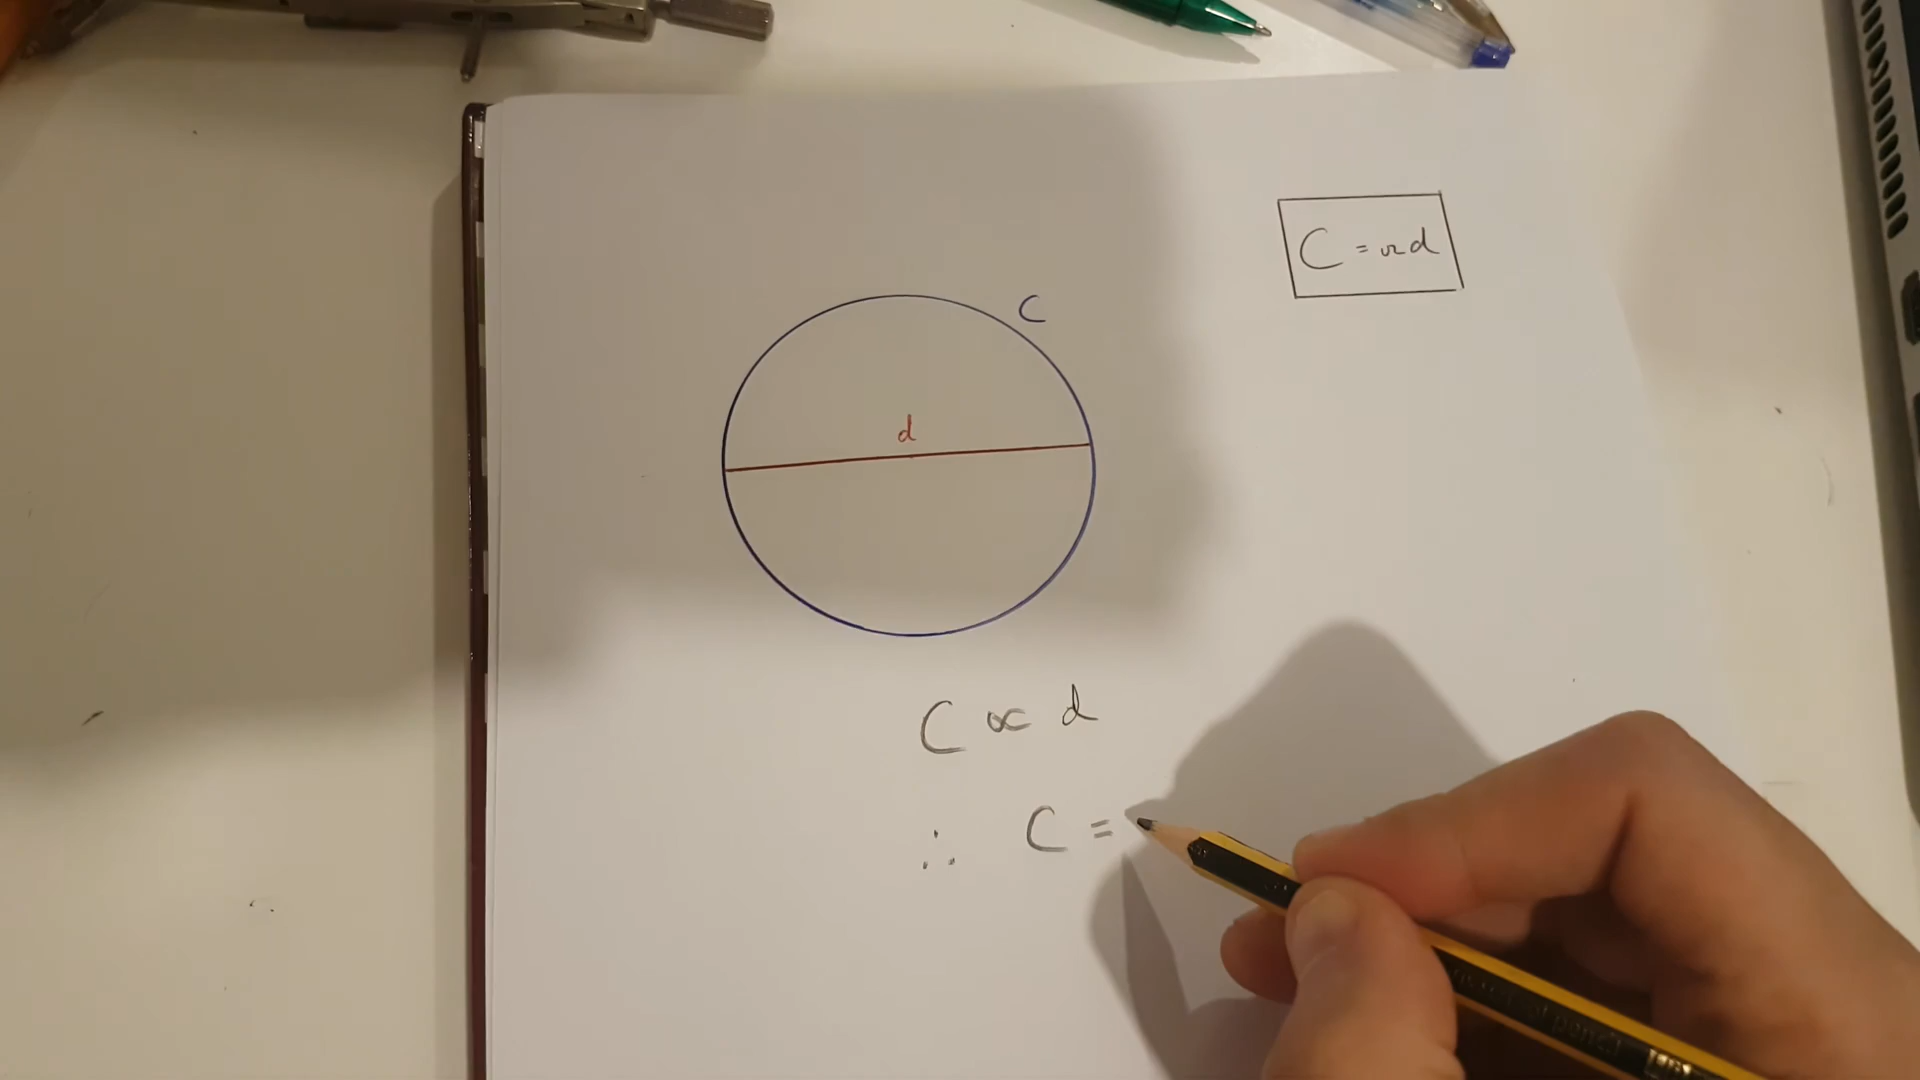 C = πd
C
d
C ∝ d
∴ C =